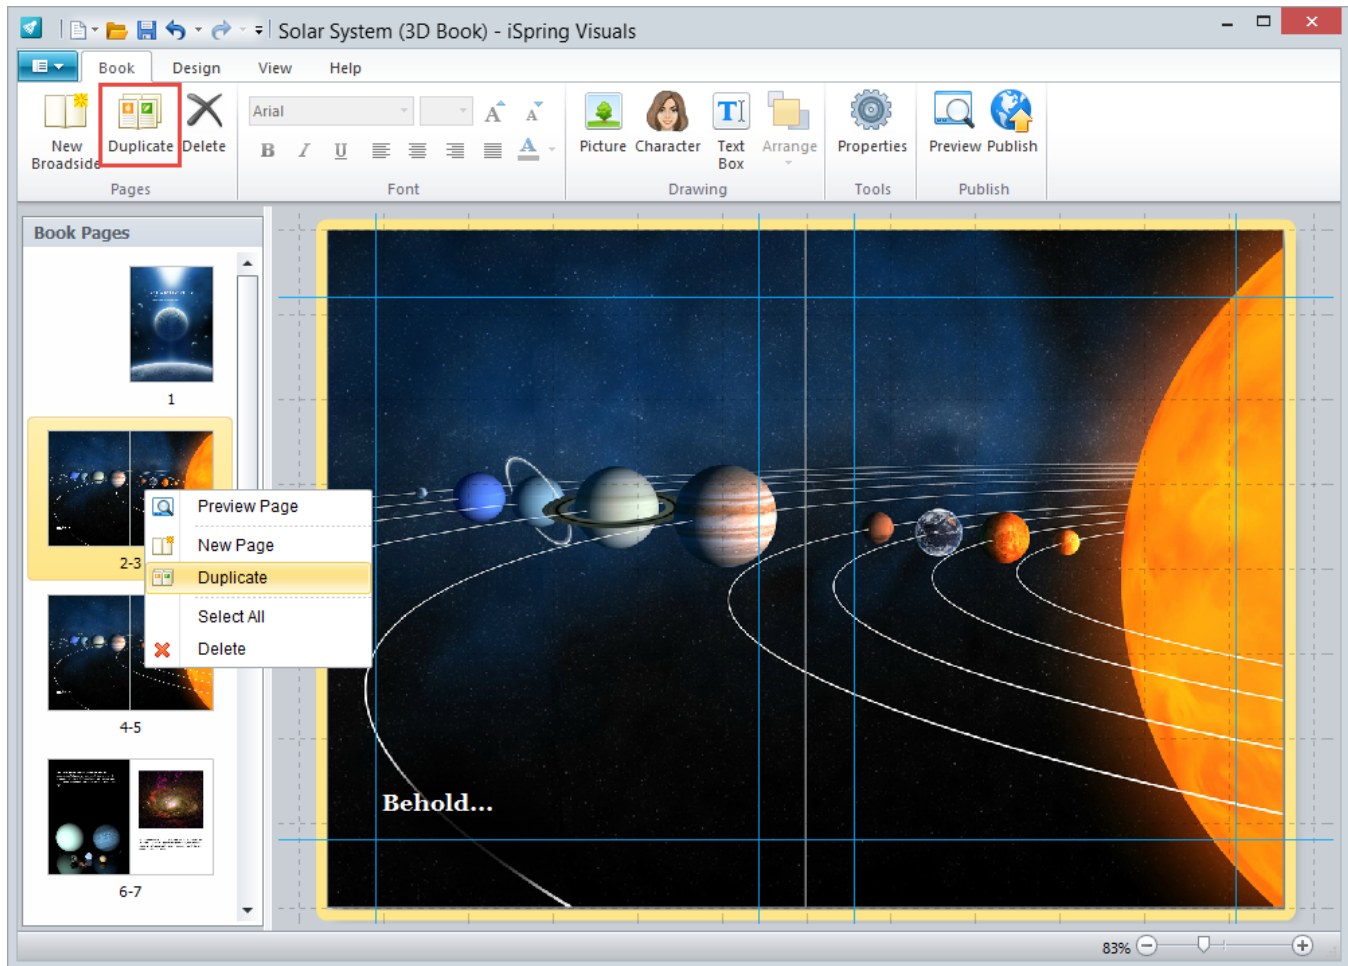 Solar System (3D Book) - iSpring Visuals
Book Design View Help
Arial
New Broadside
Duplicate
Delete
B I U
A A A
Picture
Character
T
Text Box
Arrange
Properties
Preview
Publish
Pages Font Drawing Tools Publish
Book Pages
1
2-3
Preview Page
New Page
Duplicate
Select All
Delete
4-5
6-7
Behold...
83%